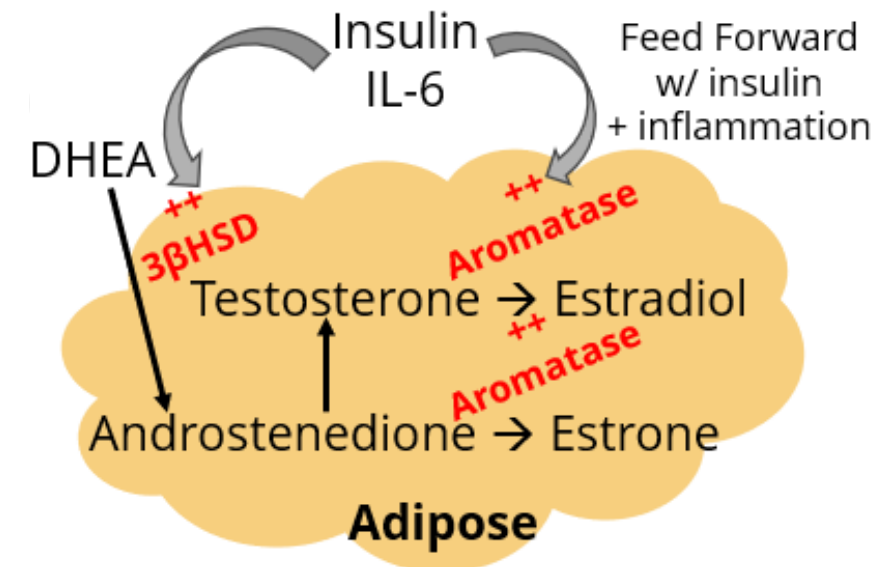 Insulin
IL-6
Feed Forward
w/ insulin
+ inflammation
DHEA
++
3βHSD
++
Aromatase
Testosterone → Estradiol
++
Aromatase
Androstenedione → Estrone
Adipose